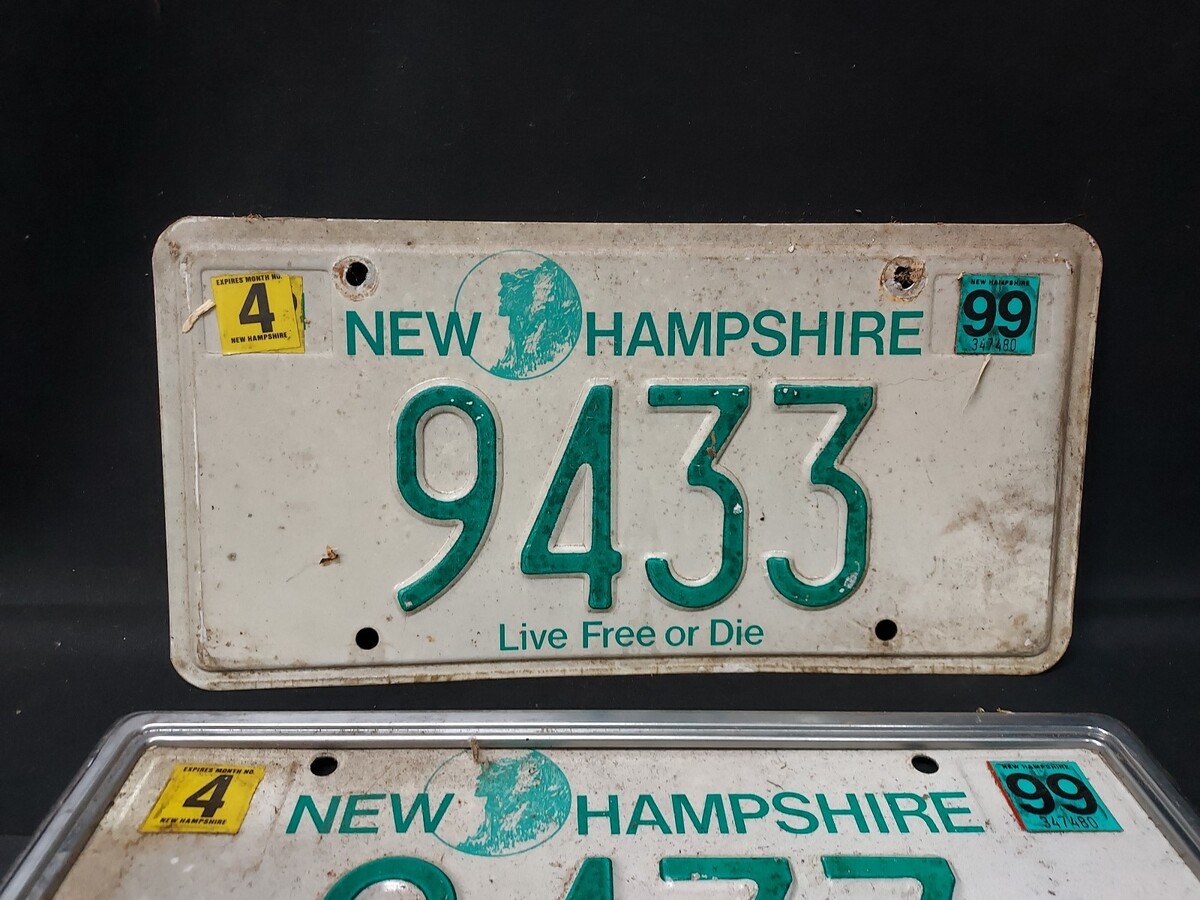 EXPIRES MONTH NO.
4
NEW HAMPSHIRE
NEW HAMPSHIRE
NEW HAMPSHIRE
99
347480
9433
Live Free or Die
EXPIRES MONTH NO.
4
NEW HAMPSHIRE
NEW HAMPSHIRE
NEW HAMPSHIRE
99
347480
9433